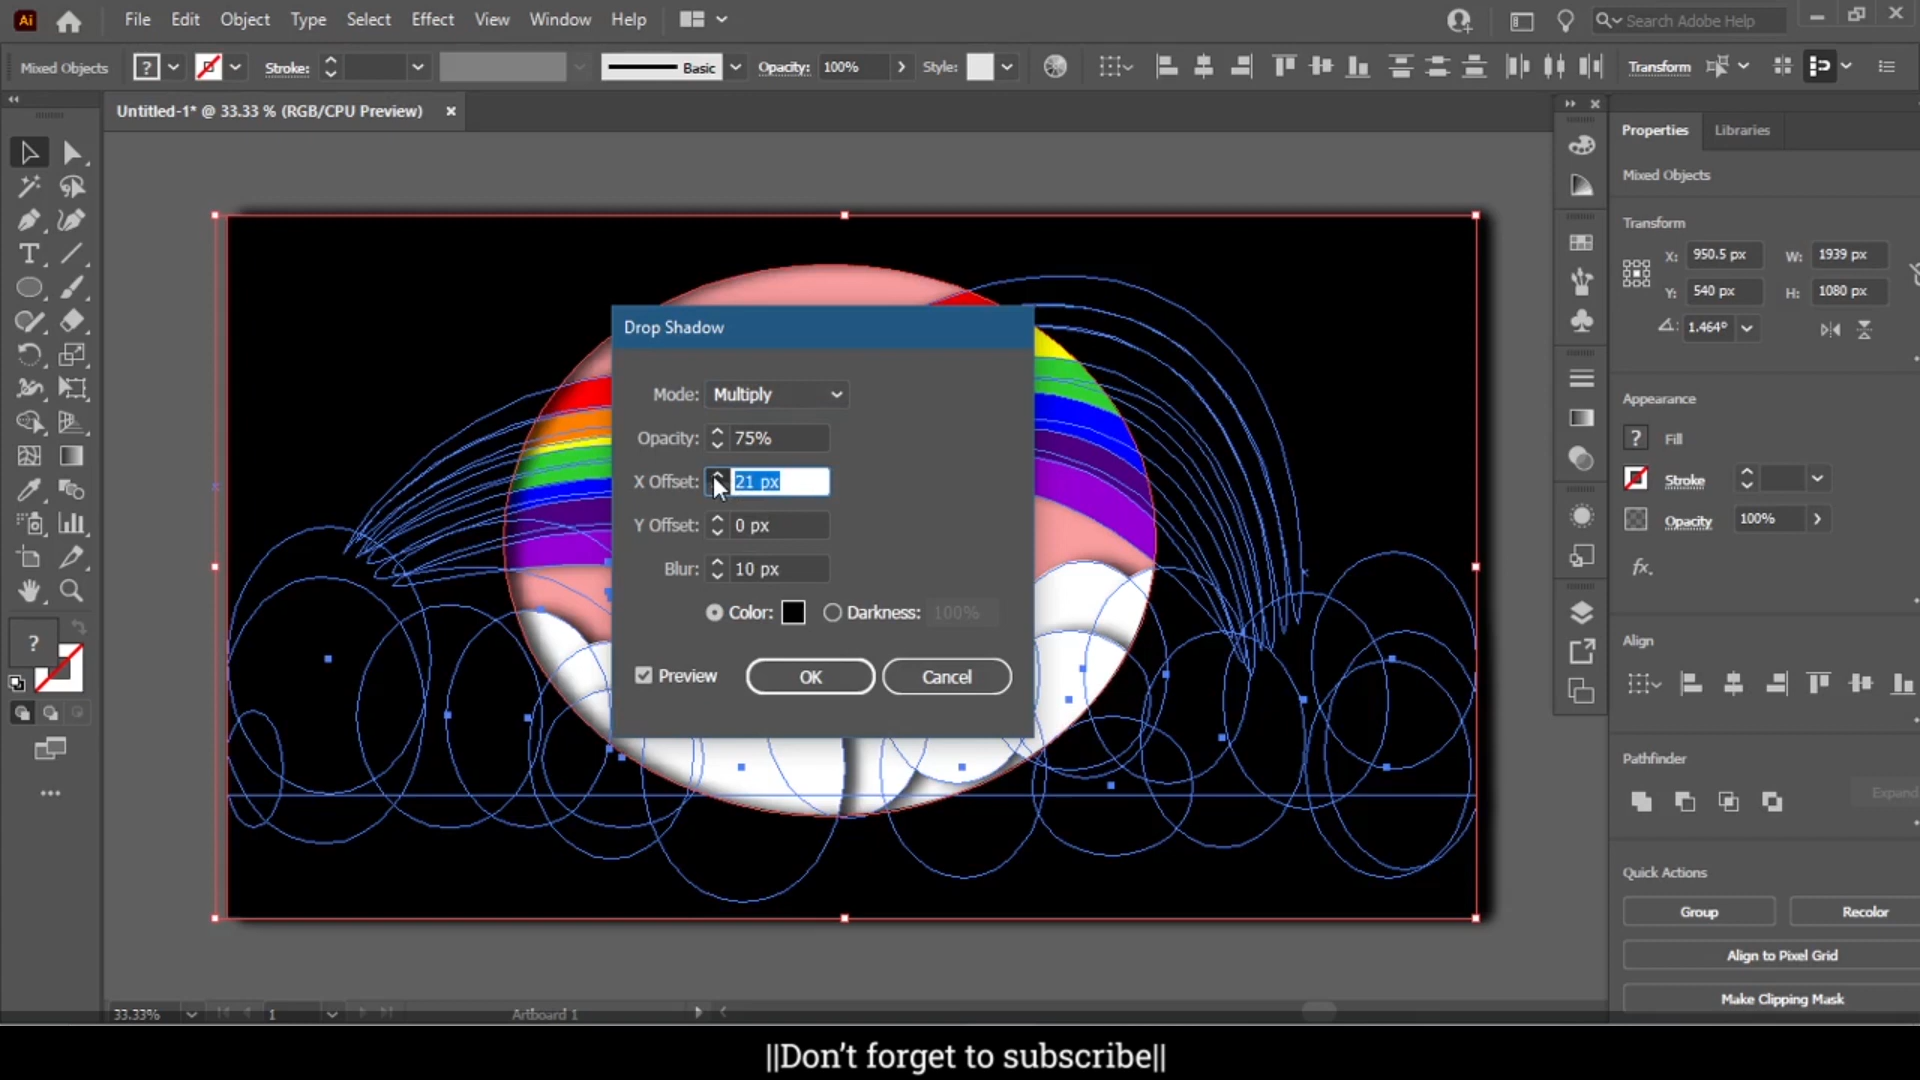 Ai File Edit Object Type Select Effect View Window Help Search Adobe Help
Mixed Objects ? Stroke: Basic Opacity: 100% Style: Transform
Untitled-1* @ 33.33 % (RGB/CPU Preview) ×
Properties Libraries
Mixed Objects
Transform
X: 950.5 px W: 1939 px
Y: 540 px H: 1080 px
1.464°
Drop Shadow
Mode: Multiply
Opacity: 75%
X Offset: 21 px
Y Offset: 0 px
Blur: 10 px
Color: Darkness: 100%
Preview OK Cancel
Appearance
? Fill
Stroke
Opacity 100%
fx.
Align
Pathfinder
Expand
Quick Actions
Group Recolor
Align to Pixel Grid
Make Clipping Mask
T
?
33.33% 1 Artboard 1
||Don't forget to subscribe||